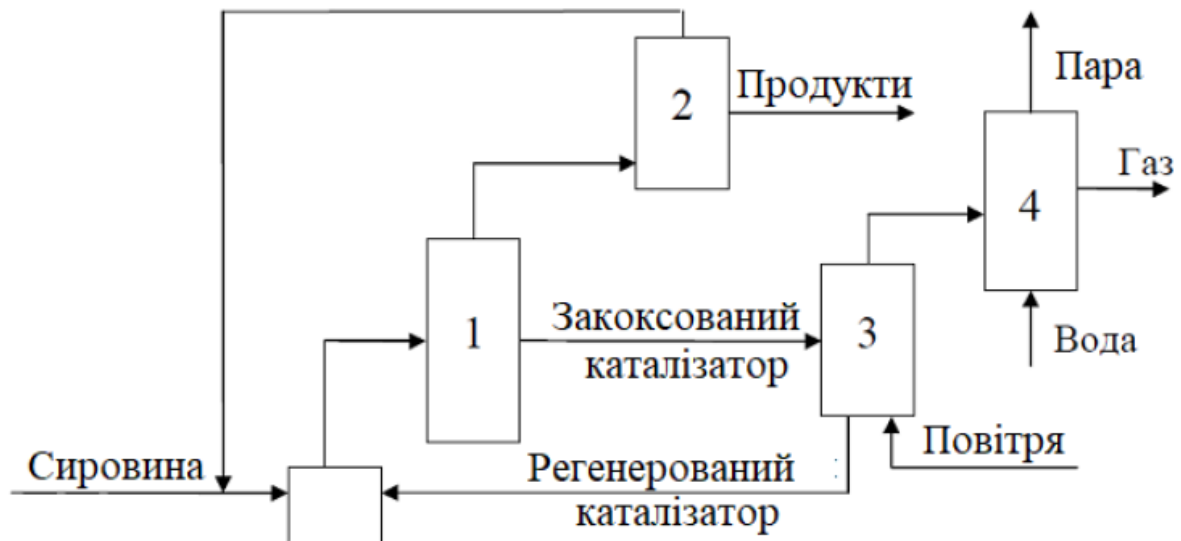 2
Продукти
Пара
Газ
4
1
Закоксований
каталізатор
3
Вода
Сировина
Регенерований
каталізатор
Повітря